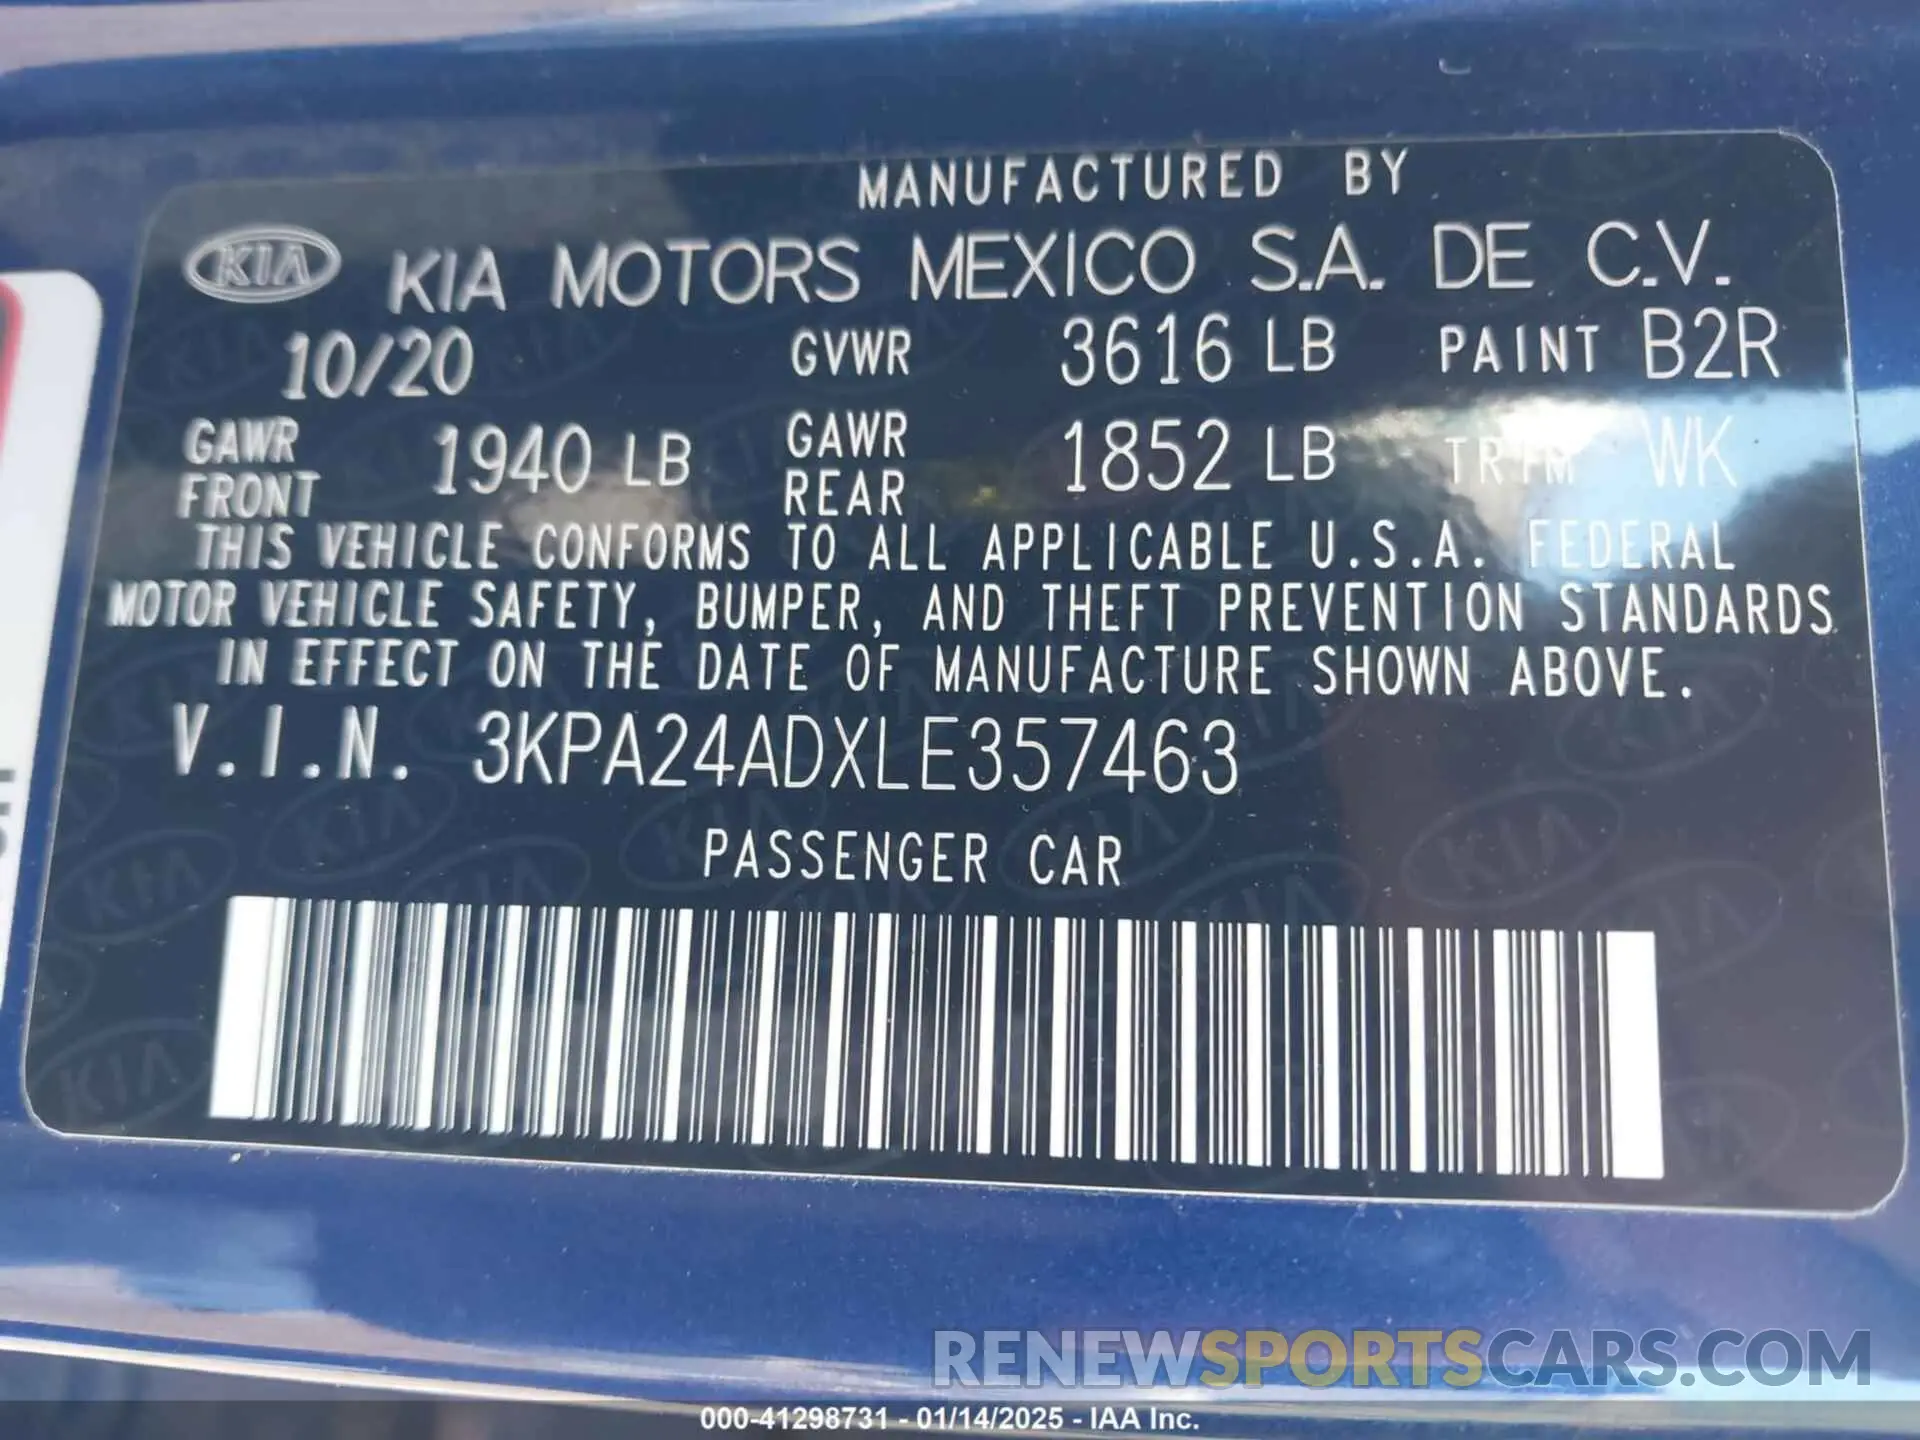 MANUFACTURED BY
KIA KIA MOTORS MEXICO S.A. DE C.V.
10/20 GVWR 3616 LB PAINT B2R
GAWR FRONT 1940 LB GAWR REAR 1852 LB TRIM WK
THIS VEHICLE CONFORMS TO ALL APPLICABLE U.S.A. FEDERAL
MOTOR VEHICLE SAFETY, BUMPER, AND THEFT PREVENTION STANDARDS
IN EFFECT ON THE DATE OF MANUFACTURE SHOWN ABOVE.
V.I.N. 3KPA24ADXLE357463
PASSENGER CAR
RENEWSPORTSCARS.COM
000-41298731 - 01/14/2025 - IAA Inc.